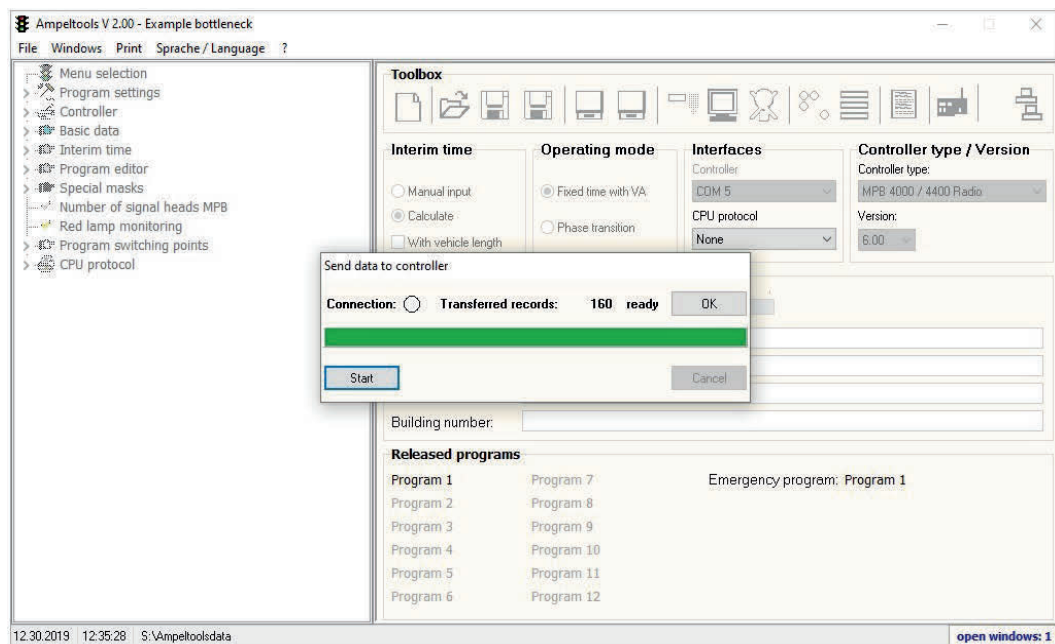 Ampeltools V 2.00 - Example bottleneck
File Windows Print Sprache / Language ?
Menu selection
Program settings
Controller
Basic data
Interim time
Program editor
Special masks
Number of signal heads MPB
Red lamp monitoring
Program switching points
CPU protocol
Toolbox
Interim time
Manual input
Calculate
With vehicle length
Operating mode
Fixed time with VA
Phase transition
Interfaces
Controller
COM 5
CPU protocol
None
Controller type / Version
Controller type:
MPB 4000 / 4400 Radio
Version:
6.00
Send data to controller
Connection: Transferred records: 160 ready OK
Start Cancel
Building number:
Released programs
Program 1 Program 7 Emergency program: Program 1
Program 2 Program 8
Program 3 Program 9
Program 4 Program 10
Program 5 Program 11
Program 6 Program 12
12.30.2019 12:35:28 S:\Ampeltoolsdata open windows: 1